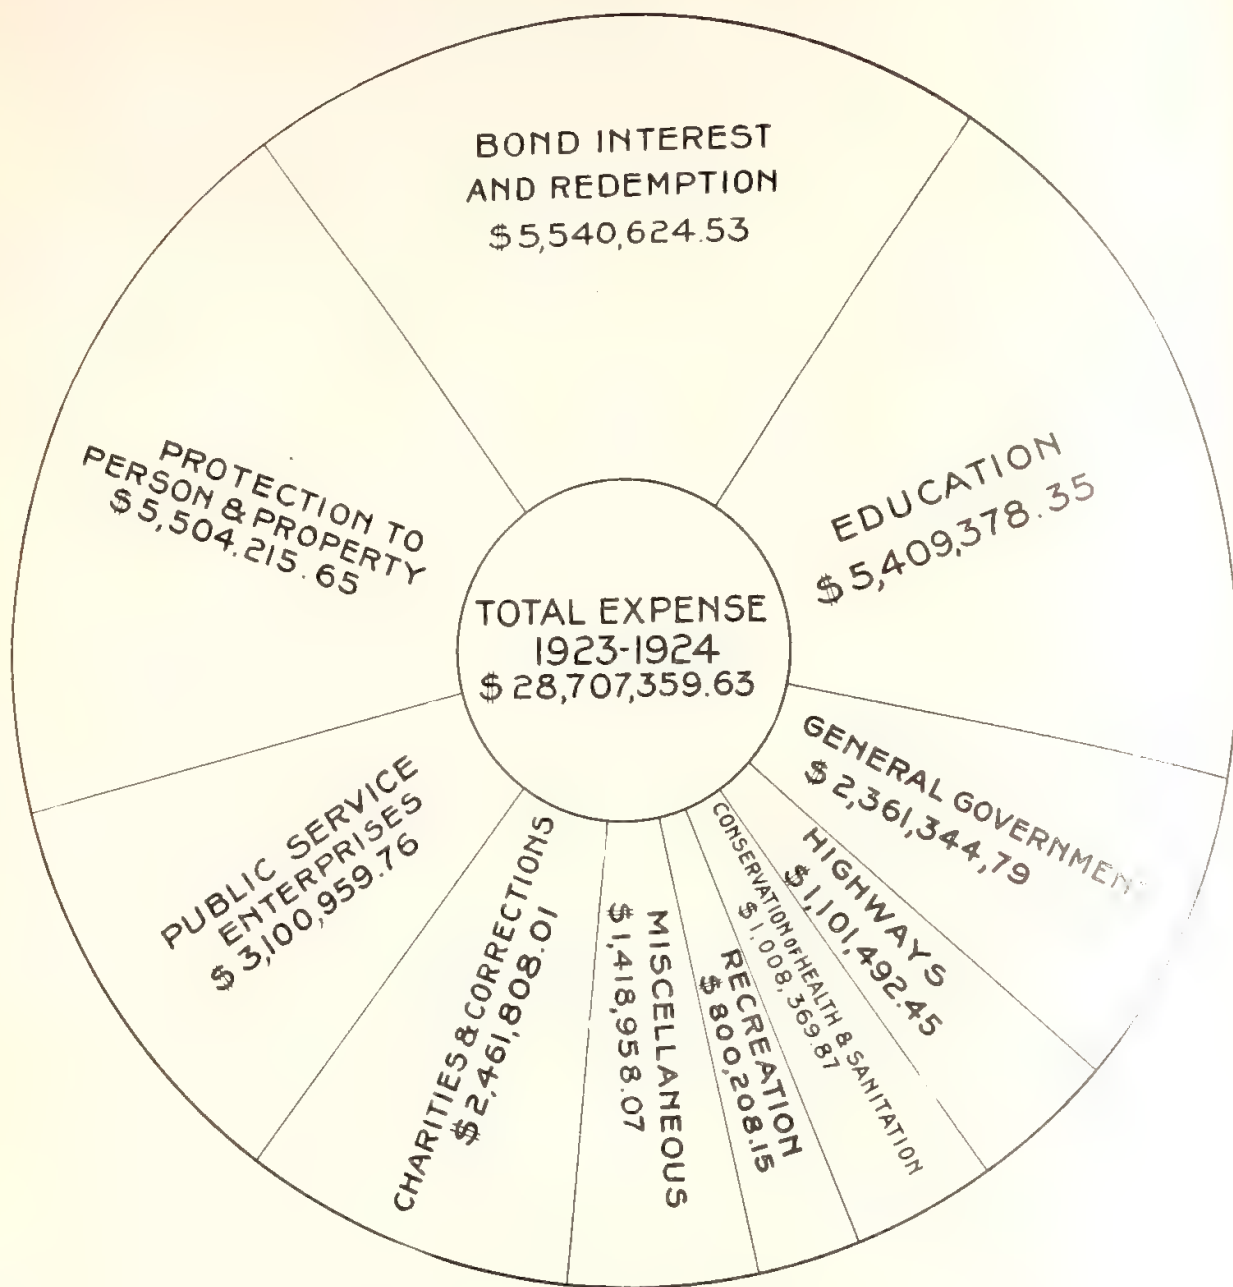 BOND INTEREST
AND REDEMPTION
$5,540,624.53
EDUCATION
$5,409,378.35
GENERAL GOVERNMEN
$2,361,344,79
HIGHWAYS
$1,101,492.45
CONSERVATION OF HEALTH & SANITATION
$1,008,369.87
RECREATION
$800,208.15
MISCELLANEOUS
$1,418,958.07
CHARITIES & CORRECTIONS
$2,461,808.01
PUBLIC SERVICE
ENTERPRISES
$3,100,959.76
PROTECTION TO
PERSON & PROPERTY
$5,504.215.65
TOTAL EXPENSE
1923-1924
$28,707,359.63